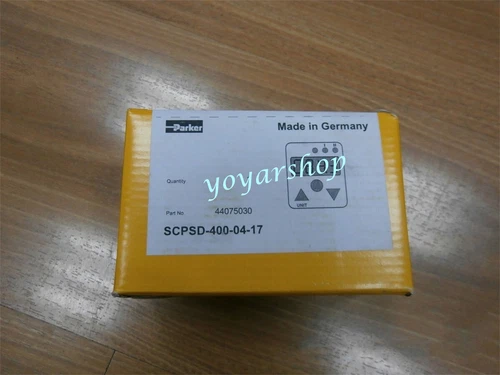 Parker
Made in Germany
yoyarshop
Quantity
Part No
44075030
SCPSD-400-04-17
UNIT